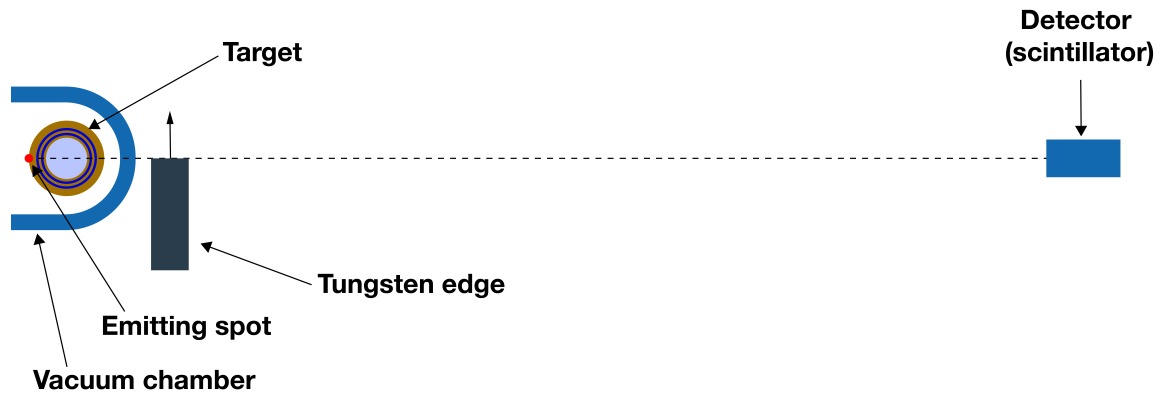 Detector
(scintillator)
Target
Tungsten edge
Emitting spot
Vacuum chamber